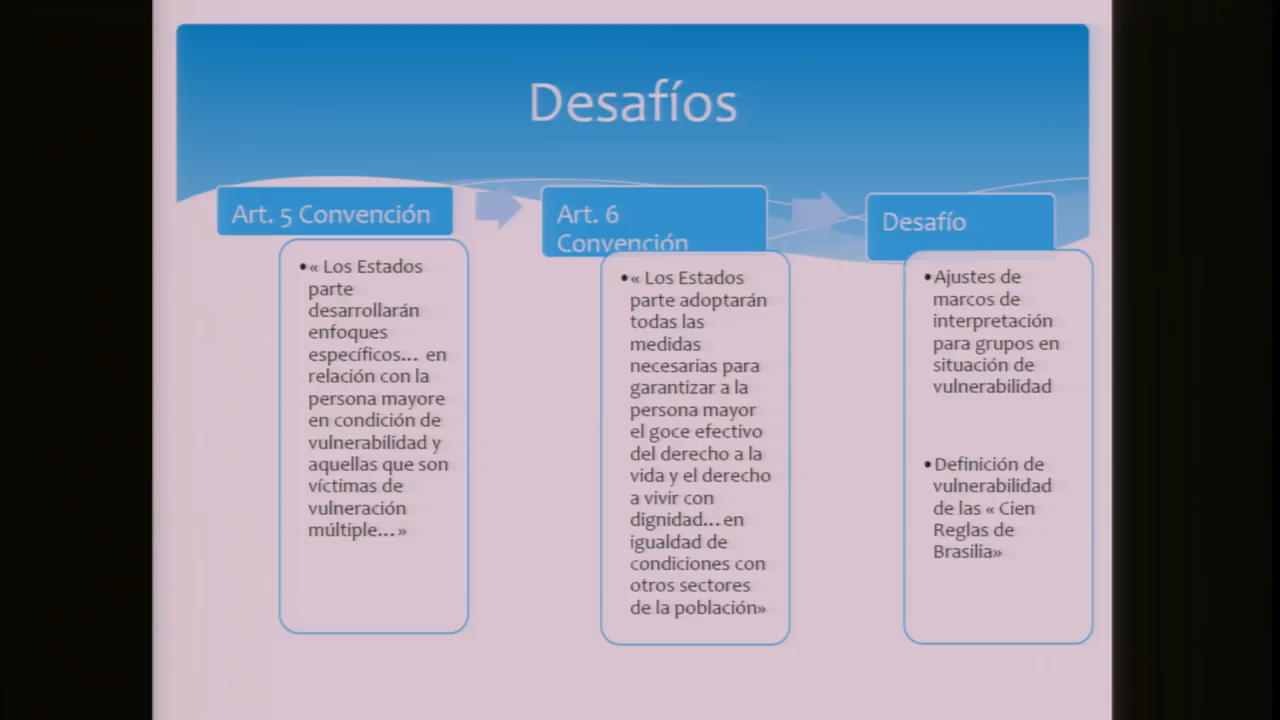 Desafíos
Art. 5 Convención
•« Los Estados
parte
desarrollarán
enfoques
específicos... en
relación con la
persona mayore
en condición de
vulnerabilidad y
aquellas que son
víctimas de
vulneración
múltiple...»
Art. 6
Convención
•« Los Estados
parte adoptarán
todas las
medidas
necesarias para
garantizar a la
persona mayor
el goce efectivo
del derecho a la
vida y el derecho
a vivir con
dignidad...en
igualdad de
condiciones con
otros sectores
de la población»
Desafío
•Ajustes de
marcos de
interpretación
para grupos en
situación de
vulnerabilidad
•Definición de
vulnerabilidad
de las « Cien
Reglas de
Brasilia»